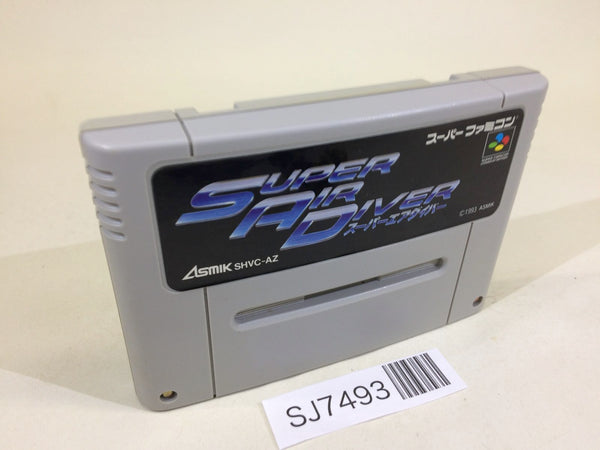 スーパーファミコン
SUPER
AIR
DIVER
スーパーエアダイバー
©1993 ASMIK
ASMIK SHVC-AZ
SJ7493